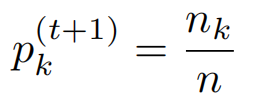 p_k^{(t+1)} = \frac{n_k}{n}